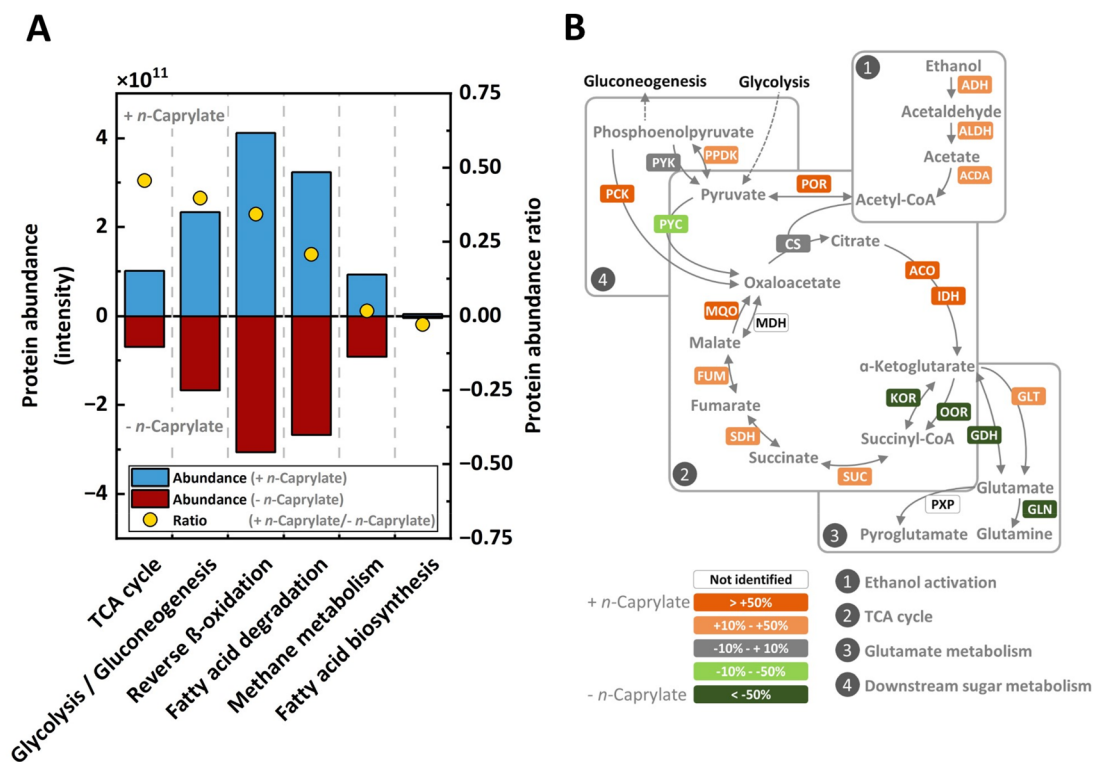 A
×10¹¹
+ n-Caprylate
4
2
0
−2
−4
Protein abundance
(intensity)
0.75
0.50
0.25
0.00
−0.25
−0.50
−0.75
Protein abundance ratio
- n-Caprylate
Abundance (+ n-Caprylate)
Abundance (- n-Caprylate)
Ratio (+ n-Caprylate/- n-Caprylate)
TCA cycle
Glycolysis / Gluconeogenesis
Reverse ß-oxidation
Fatty acid degradation
Methane metabolism
Fatty acid biosynthesis
B
1
Ethanol
ADH
Acetaldehyde
ALDH
Acetate
ACDA
Acetyl-CoA
Gluconeogenesis
Glycolysis
Phosphoenolpyruvate
PYK
PPDK
PCK
Pyruvate
POR
PYC
CS
Citrate
4
Oxaloacetate
ACO
IDH
MQO
MDH
Malate
α-Ketoglutarate
FUM
KOR
OOR
GLT
Fumarate
Succinyl-CoA
GDH
SDH
Succinate
SUC
2
Glutamate
PXP
GLN
3
Pyroglutamate
Glutamine
Not identified
+ n-Caprylate
> +50%
+10% - +50%
-10% - + 10%
-10% - -50%
- n-Caprylate
< -50%
1 Ethanol activation
2 TCA cycle
3 Glutamate metabolism
4 Downstream sugar metabolism